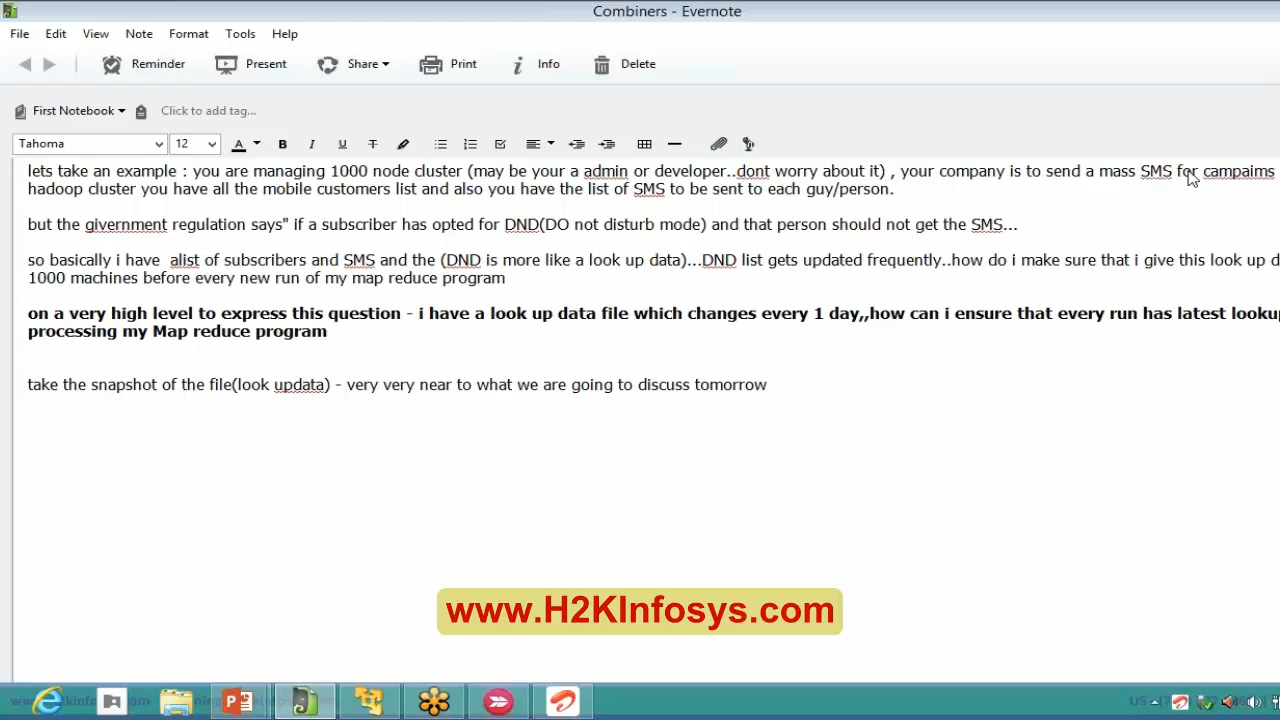 Combiners - Evernote
File Edit View Note Format Tools Help
Reminder Present Share Print Info Delete
First Notebook Click to add tag...
Tahoma 12 A B I U T
lets take an example : you are managing 1000 node cluster (may be your a admin or developer..dont worry about it) , your company is to send a mass SMS for campaims
hadoop cluster you have all the mobile customers list and also you have the list of SMS to be sent to each guy/person.
but the givernment regulation says" if a subscriber has opted for DND(DO not disturb mode) and that person should not get the SMS...
so basically i have alist of subscribers and SMS and the (DND is more like a look up data)...DND list gets updated frequently..how do i make sure that i give this look up d
1000 machines before every new run of my map reduce program
on a very high level to express this question - i have a look up data file which changes every 1 day,,how can i ensure that every run has latest looku
processing my Map reduce program
take the snapshot of the file(look updata) - very very near to what we are going to discuss tomorrow
www.H2KInfosys.com